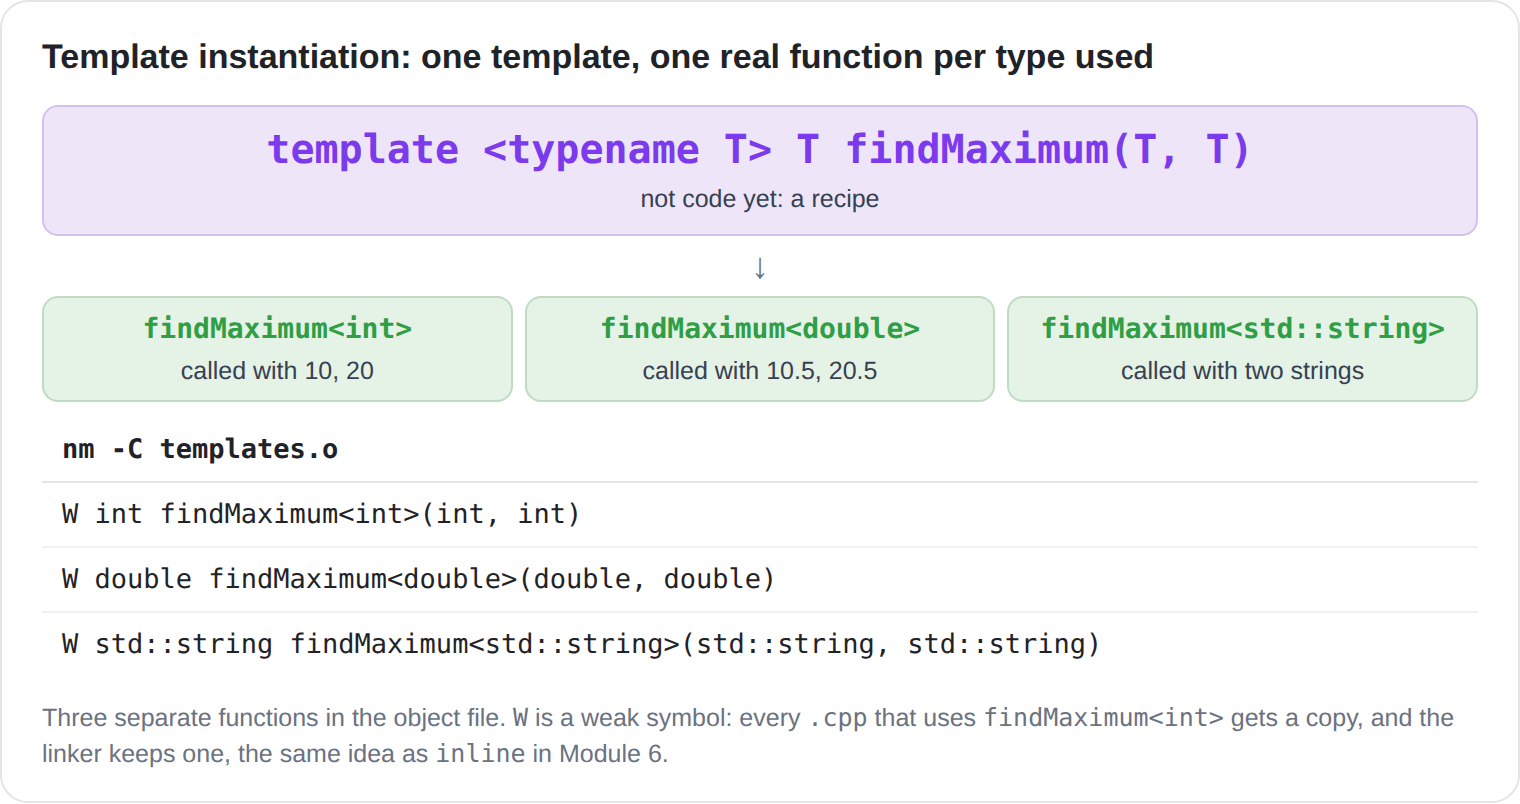 Template instantiation: one template, one real function per type used
template <typename T> T findMaximum(T, T)
not code yet: a recipe
↓
findMaximum<int>
called with 10, 20
findMaximum<double>
called with 10.5, 20.5
findMaximum<std::string>
called with two strings
nm -C templates.o
W int findMaximum<int>(int, int)
W double findMaximum<double>(double, double)
W std::string findMaximum<std::string>(std::string, std::string)
Three separate functions in the object file. W is a weak symbol: every .cpp that uses findMaximum<int> gets a copy, and the
linker keeps one, the same idea as inline in Module 6.